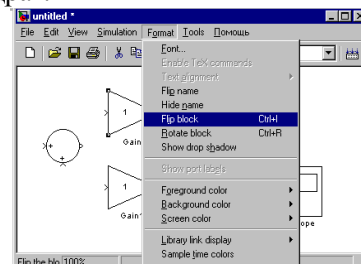 untitled *
File Edit View Simulation Format Tools Помощь
Font...
Enable TeX commands
Text alignment
Flip name
Hide name
Flip block Ctrl+I
Rotate block Ctrl+R
Show drop shadow
Show port labels
Foreground color
Background color
Screen color
Library link display
Sample time colors
1
Gain
1
Gain
ope
Flip the blo 100%